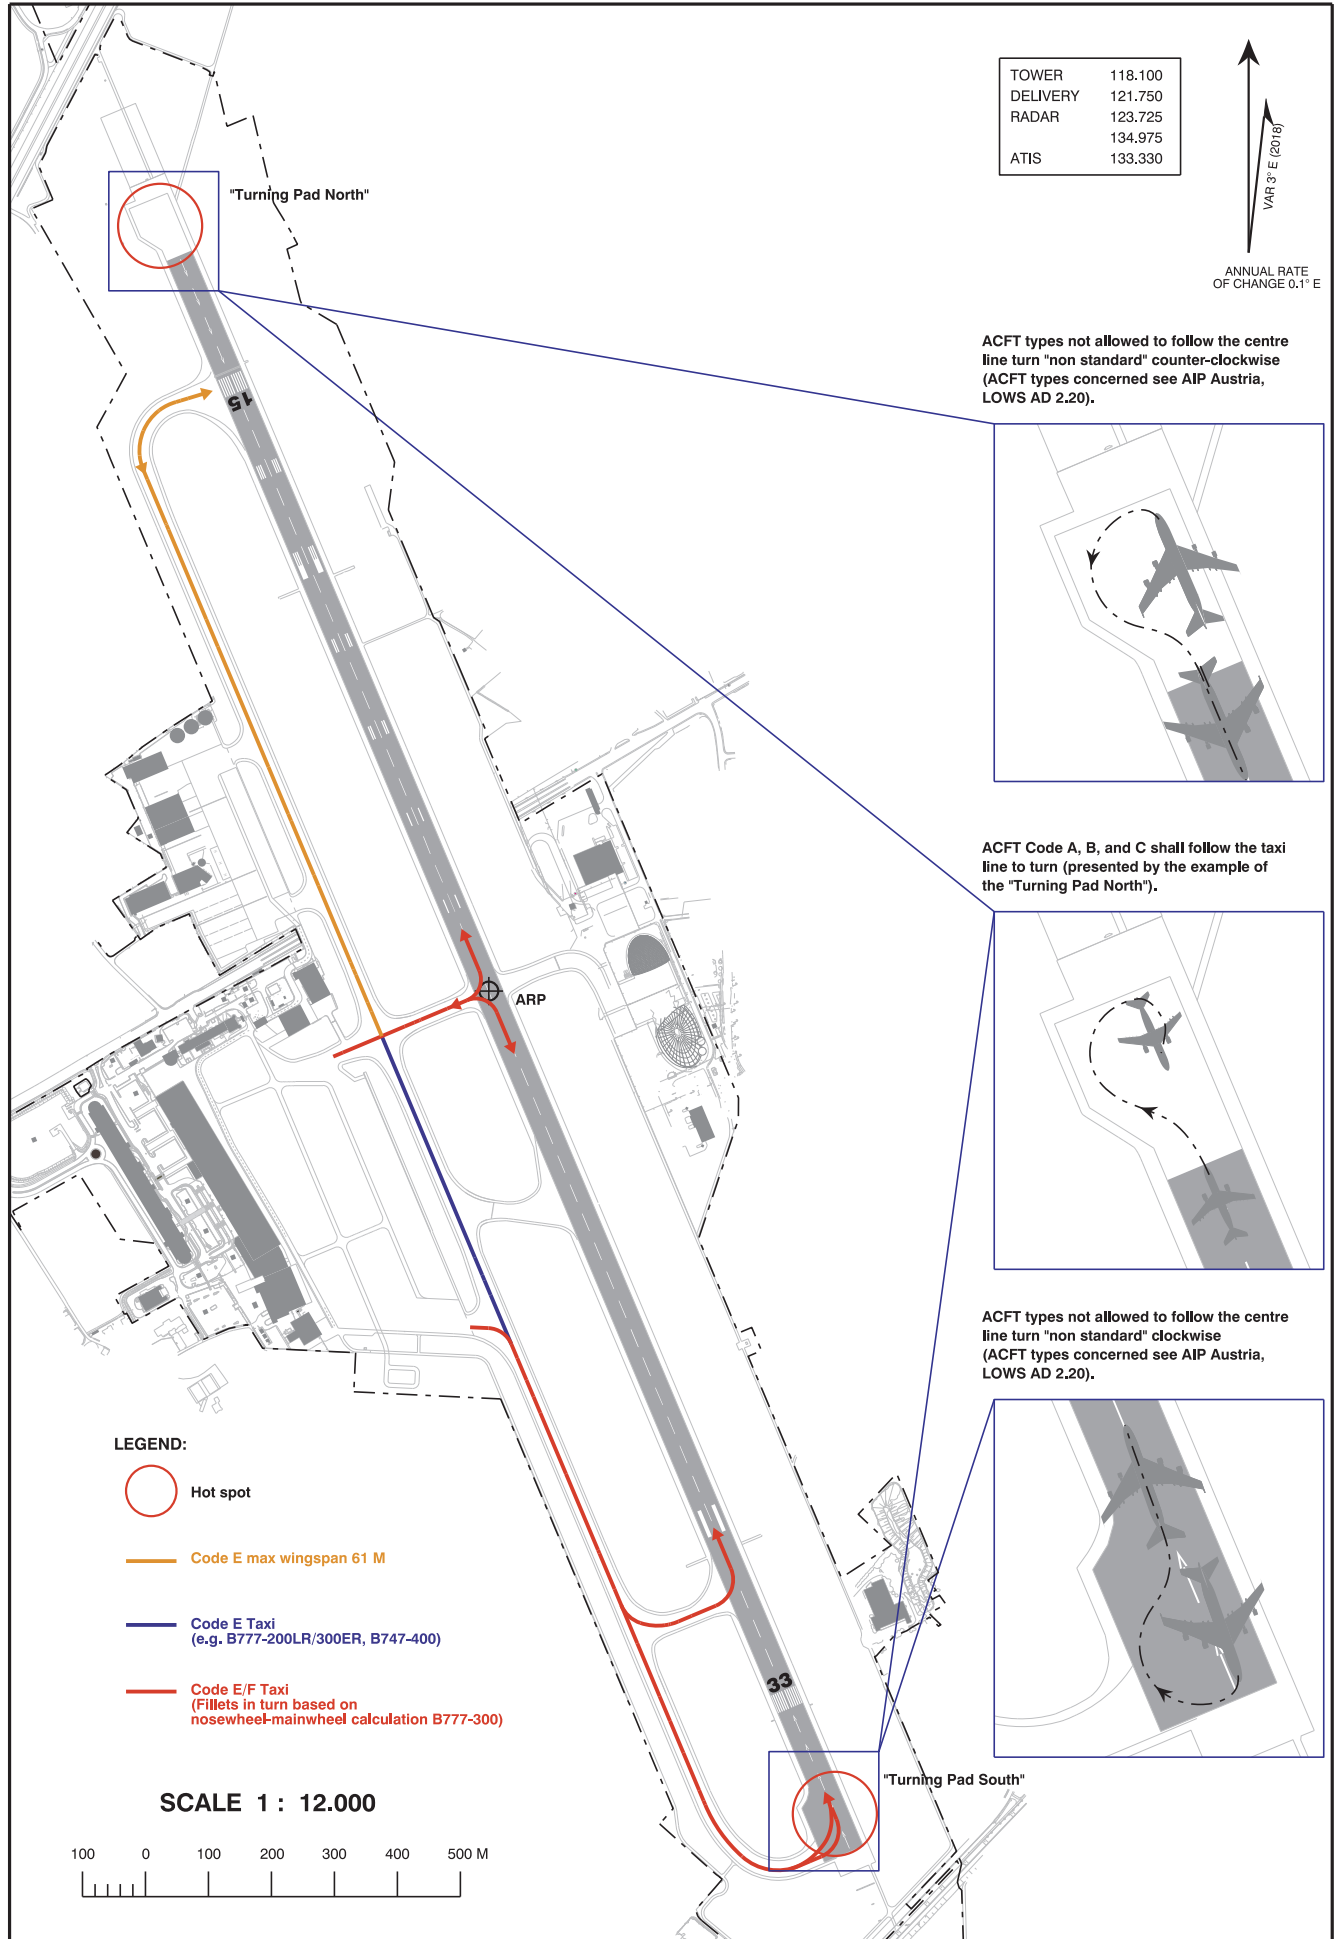 TOWER 118.100
DELIVERY 121.750
RADAR 123.725
134.975
ATIS 133.330
VAR 3° E (2018)
ANNUAL RATE
OF CHANGE 0.1° E
"Turning Pad North"
ACFT types not allowed to follow the centre
line turn "non standard" counter-clockwise
(ACFT types concerned see AIP Austria,
LOWS AD 2.20).
15
ACFT Code A, B, and C shall follow the taxi
line to turn (presented by the example of
the "Turning Pad North").
ARP
ACFT types not allowed to follow the centre
line turn "non standard" clockwise
(ACFT types concerned see AIP Austria,
LOWS AD 2.20).
LEGEND:
Hot spot
Code E max wingspan 61 M
Code E Taxi
(e.g. B777-200LR/300ER, B747-400)
Code E/F Taxi
(Fillets in turn based on
nosewheel-mainwheel calculation B777-300)
33
"Turning Pad South"
SCALE 1 : 12.000
100 0 100 200 300 400 500 M